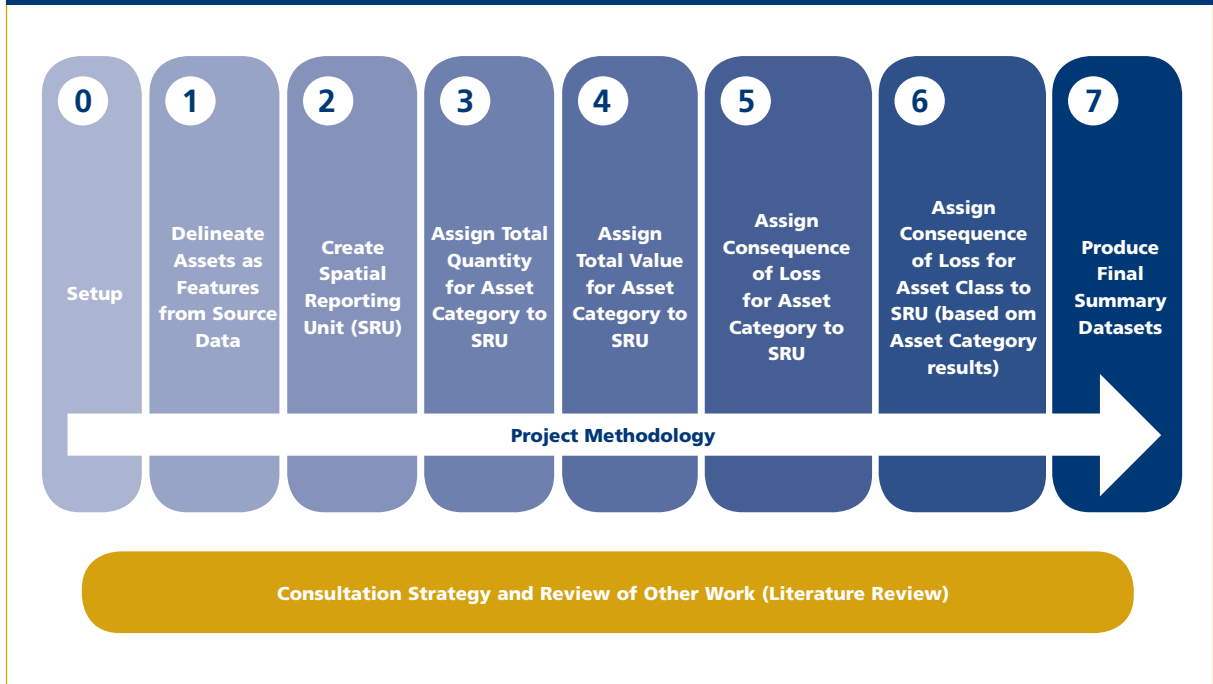 0
Setup
1
Delineate
Assets as
Features
from Source
Data
2
Create
Spatial
Reporting
Unit (SRU)
3
Assign Total
Quantity
for Asset
Category to
SRU
4
Assign
Total Value
for Asset
Category to
SRU
5
Assign
Consequence
of Loss
for Asset
Category to
SRU
6
Assign
Consequence
of Loss for
Asset Class to
SRU (based om
Asset Category
results)
7
Produce
Final
Summary
Datasets
Project Methodology
Consultation Strategy and Review of Other Work (Literature Review)